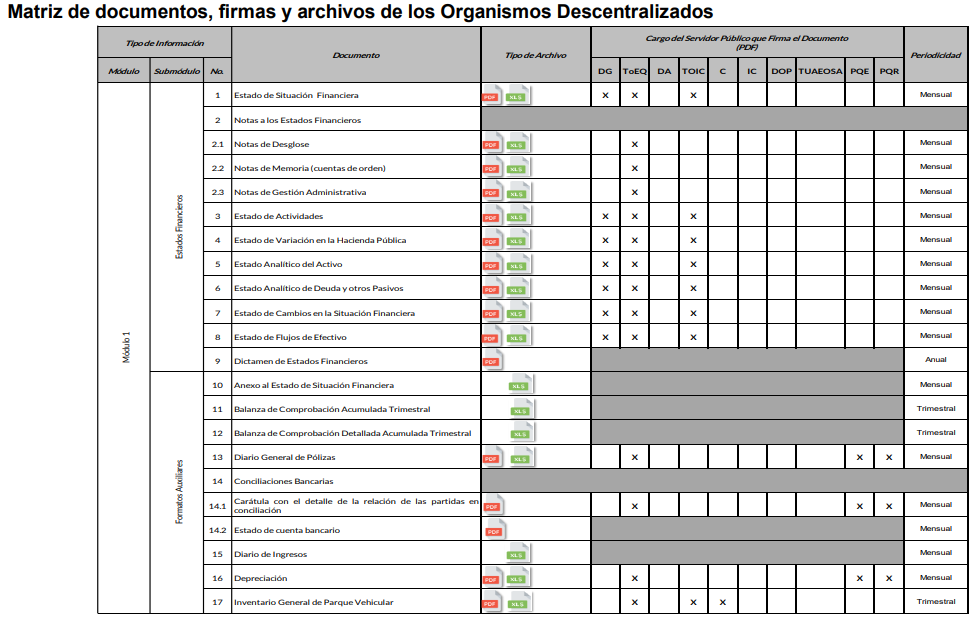 Matriz de documentos, firmas y archivos de los Organismos Descentralizados
Tipo de Información Documento Tipo de Archivo Cargo del Servidor Público que Firma el Documento
(PDF) Periodicidad
Módulo Submódulo No. DG ToEQ DA TOIC C IC DOP TUAEOSA PQE PQR
Módulo 1
Estados Financieros
1 Estado de Situación Financiera PDF XLS x x x Mensual
2 Notas a los Estados Financieros
2.1 Notas de Desglose PDF XLS x Mensual
2.2 Notas de Memoria (cuentas de orden) PDF XLS x Mensual
2.3 Notas de Gestión Administrativa PDF XLS x Mensual
3 Estado de Actividades PDF XLS x x x Mensual
4 Estado de Variación en la Hacienda Pública PDF XLS x x x Mensual
5 Estado Analítico del Activo PDF XLS x x x Mensual
6 Estado Analítico de Deuda y otros Pasivos PDF XLS x x x Mensual
7 Estado de Cambios en la Situación Financiera PDF XLS x x x Mensual
8 Estado de Flujos de Efectivo PDF XLS x x x Mensual
9 Dictamen de Estados Financieros PDF Anual
Formatos Auxiliares
10 Anexo al Estado de Situación Financiera XLS Mensual
11 Balanza de Comprobación Acumulada Trimestral XLS Trimestral
12 Balanza de Comprobación Detallada Acumulada Trimestral XLS Trimestral
13 Diario General de Pólizas PDF XLS x x x Mensual
14 Conciliaciones Bancarias
14.1 Carátula con el detalle de la relación de las partidas en
conciliación PDF x x x Mensual
14.2 Estado de cuenta bancario PDF Mensual
15 Diario de Ingresos XLS Mensual
16 Depreciación PDF XLS x x x Mensual
17 Inventario General de Parque Vehicular PDF XLS x x x Trimestral